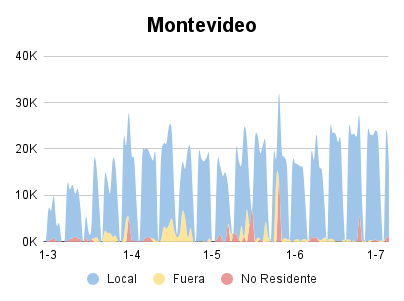 Montevideo
40K
30K
20K
10K
0K
1-3 1-4 1-5 1-6 1-7
Local Fuera No Residente